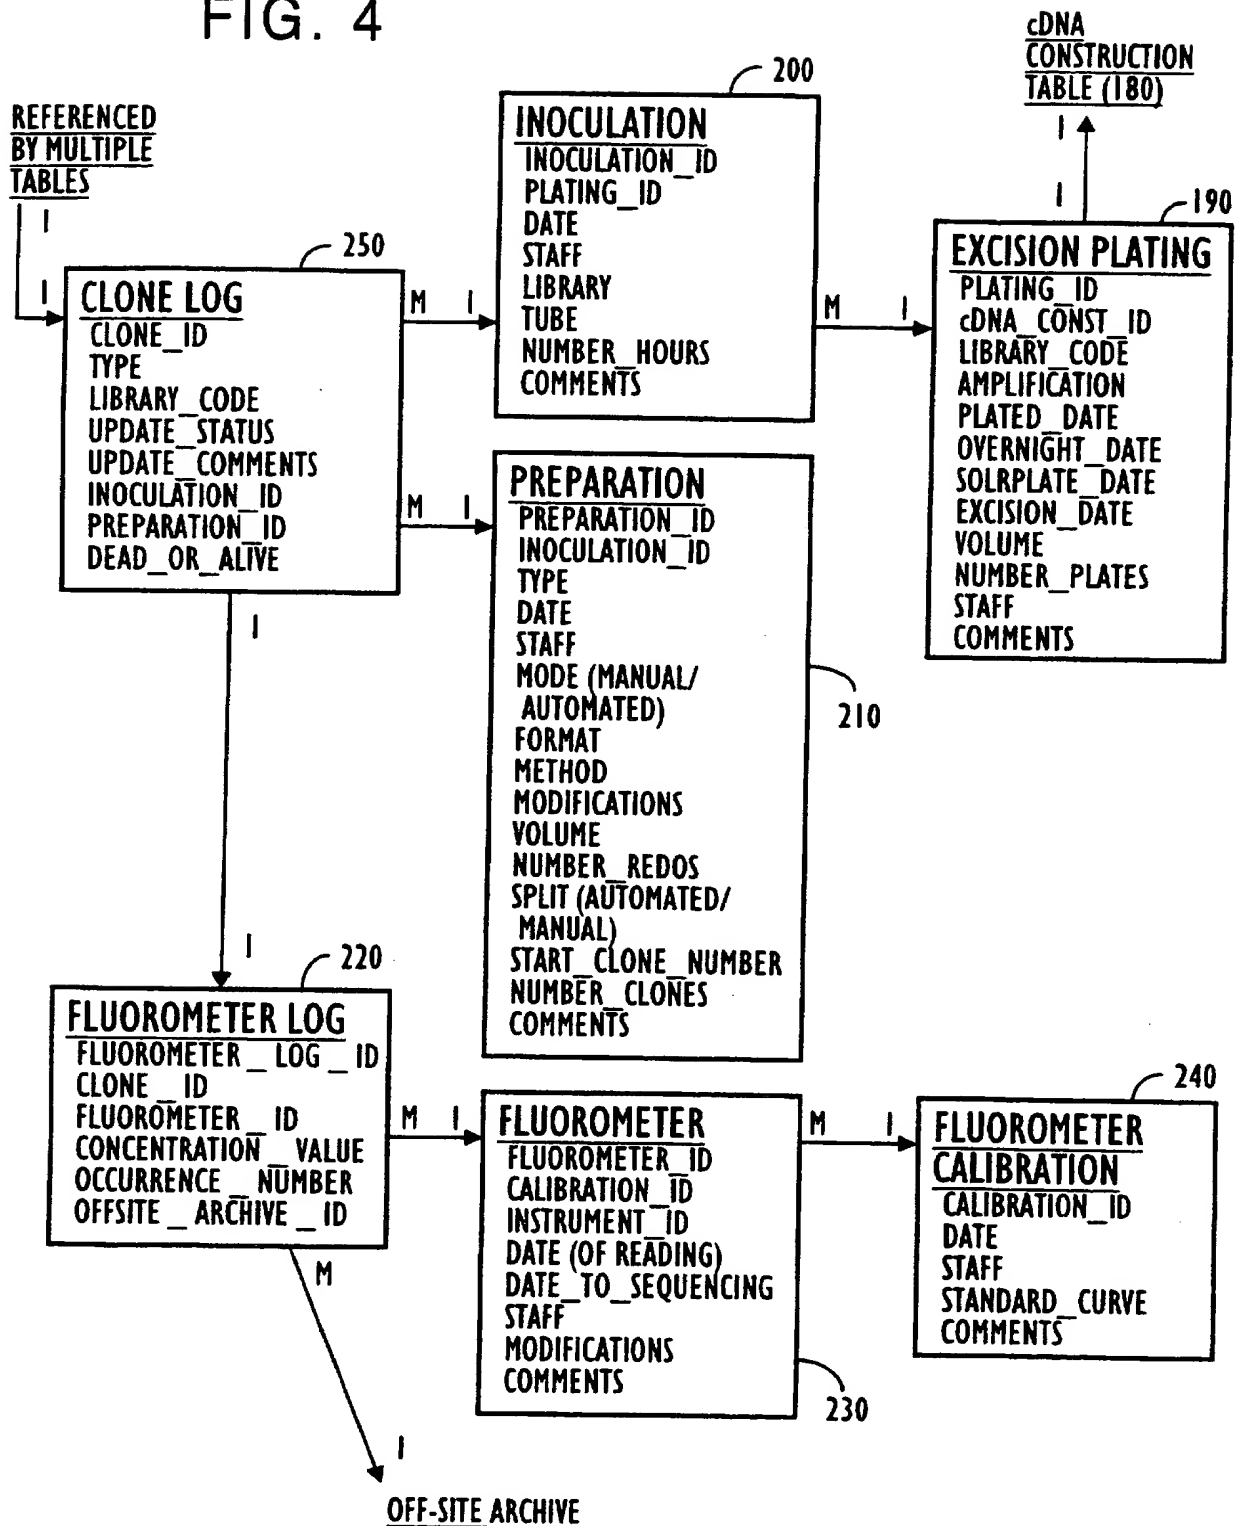 FIG. 4
cDNA
CONSTRUCTION
TABLE (180)
1
1
REFERENCED
BY MULTIPLE
TABLES
1
1
250
CLONE LOG
CLONE_ID
TYPE
LIBRARY_CODE
UPDATE_STATUS
UPDATE_COMMENTS
INOCULATION_ID
PREPARATION_ID
DEAD_OR_ALIVE
M 1
M 1
1
1
200
INOCULATION
INOCULATION_ID
PLATING_ID
DATE
STAFF
LIBRARY
TUBE
NUMBER_HOURS
COMMENTS
M 1
190
EXCISION PLATING
PLATING_ID
cDNA_CONST_ID
LIBRARY_CODE
AMPLIFICATION
PLATED_DATE
OVERNIGHT_DATE
SOLRPLATE_DATE
EXCISION_DATE
VOLUME
NUMBER_PLATES
STAFF
COMMENTS
PREPARATION
PREPARATION_ID
INOCULATION_ID
TYPE
DATE
STAFF
MODE (MANUAL/
AUTOMATED)
FORMAT
METHOD
MODIFICATIONS
VOLUME
NUMBER_REDOS
SPLIT (AUTOMATED/
MANUAL)
START_CLONE_NUMBER
NUMBER_CLONES
COMMENTS
210
220
FLUOROMETER LOG
FLUOROMETER_LOG_ID
CLONE_ID
FLUOROMETER_ID
CONCENTRATION_VALUE
OCCURRENCE_NUMBER
OFFSITE_ARCHIVE_ID
M 1
FLUOROMETER
FLUOROMETER_ID
CALIBRATION_ID
INSTRUMENT_ID
DATE (OF READING)
DATE_TO_SEQUENCING
STAFF
MODIFICATIONS
COMMENTS
230
M 1
240
FLUOROMETER
CALIBRATION
CALIBRATION_ID
DATE
STAFF
STANDARD_CURVE
COMMENTS
M
1
OFF-SITE ARCHIVE